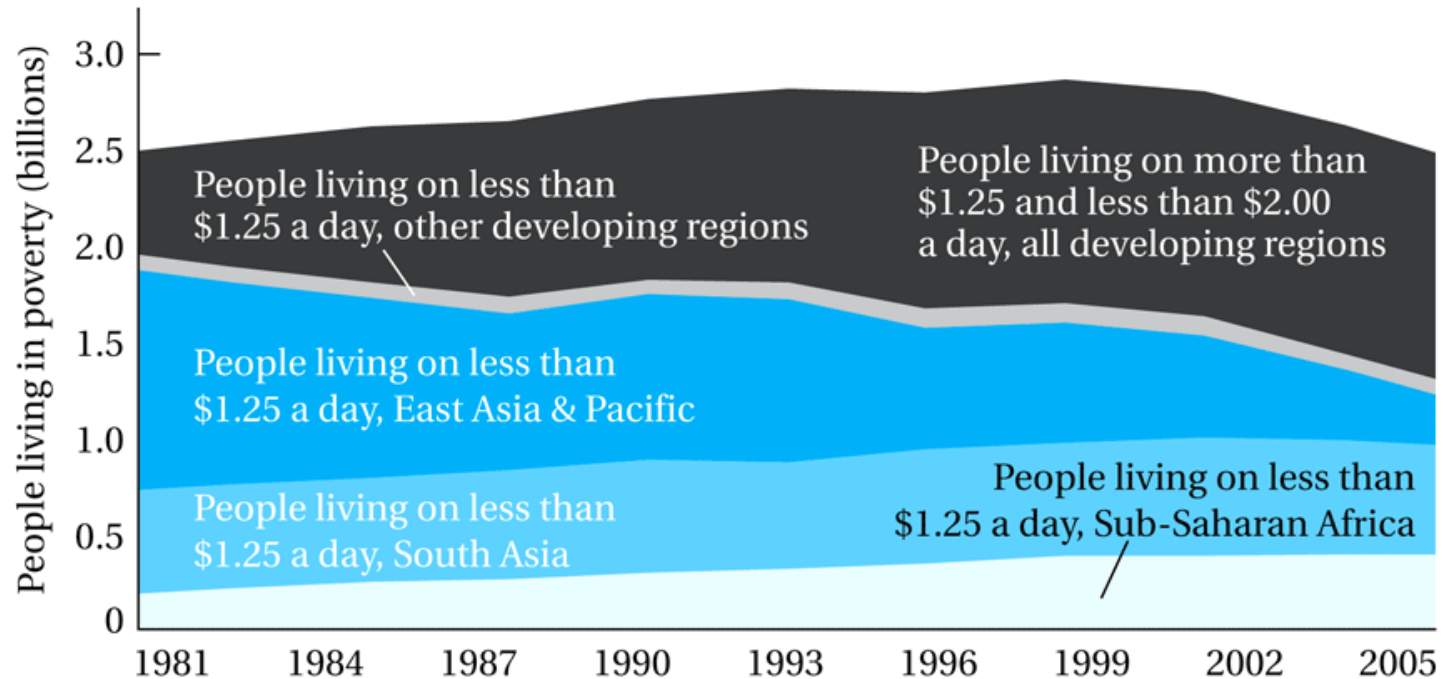 People living in poverty (billions)
3.0
2.5
2.0
1.5
1.0
0.5
0
People living on less than
$1.25 a day, other developing regions
People living on more than
$1.25 and less than $2.00
a day, all developing regions
People living on less than
$1.25 a day, East Asia & Pacific
People living on less than
$1.25 a day, South Asia
People living on less than
$1.25 a day, Sub-Saharan Africa
1981 1984 1987 1990 1993 1996 1999 2002 2005